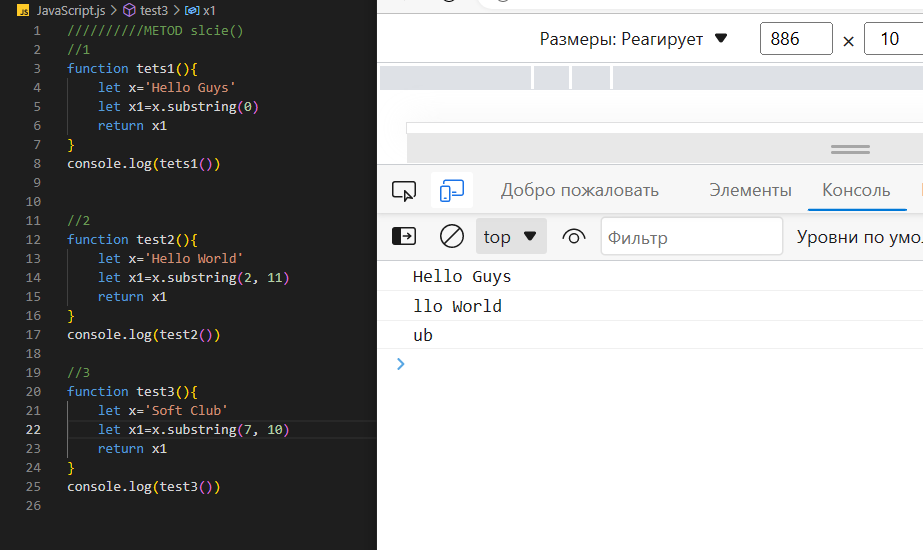 JS JavaScript.js > test3 > x1
1 //////////METOD slcie()
2 //1
3 function tets1(){
4 let x='Hello Guys'
5 let x1=x.substring(0)
6 return x1
7 }
8 console.log(tets1())
9
10
11 //2
12 function test2(){
13 let x='Hello World'
14 let x1=x.substring(2, 11)
15 return x1
16 }
17 console.log(test2())
18
19 //3
20 function test3(){
21 let x='Soft Club'
22 let x1=x.substring(7, 10)
23 return x1
24 }
25 console.log(test3())
26
Размеры: Реагирует ▼ 886 × 10
Добро пожаловать Элементы Консоль
top ▼ Фильтр Уровни по умо
Hello Guys
llo World
ub
>